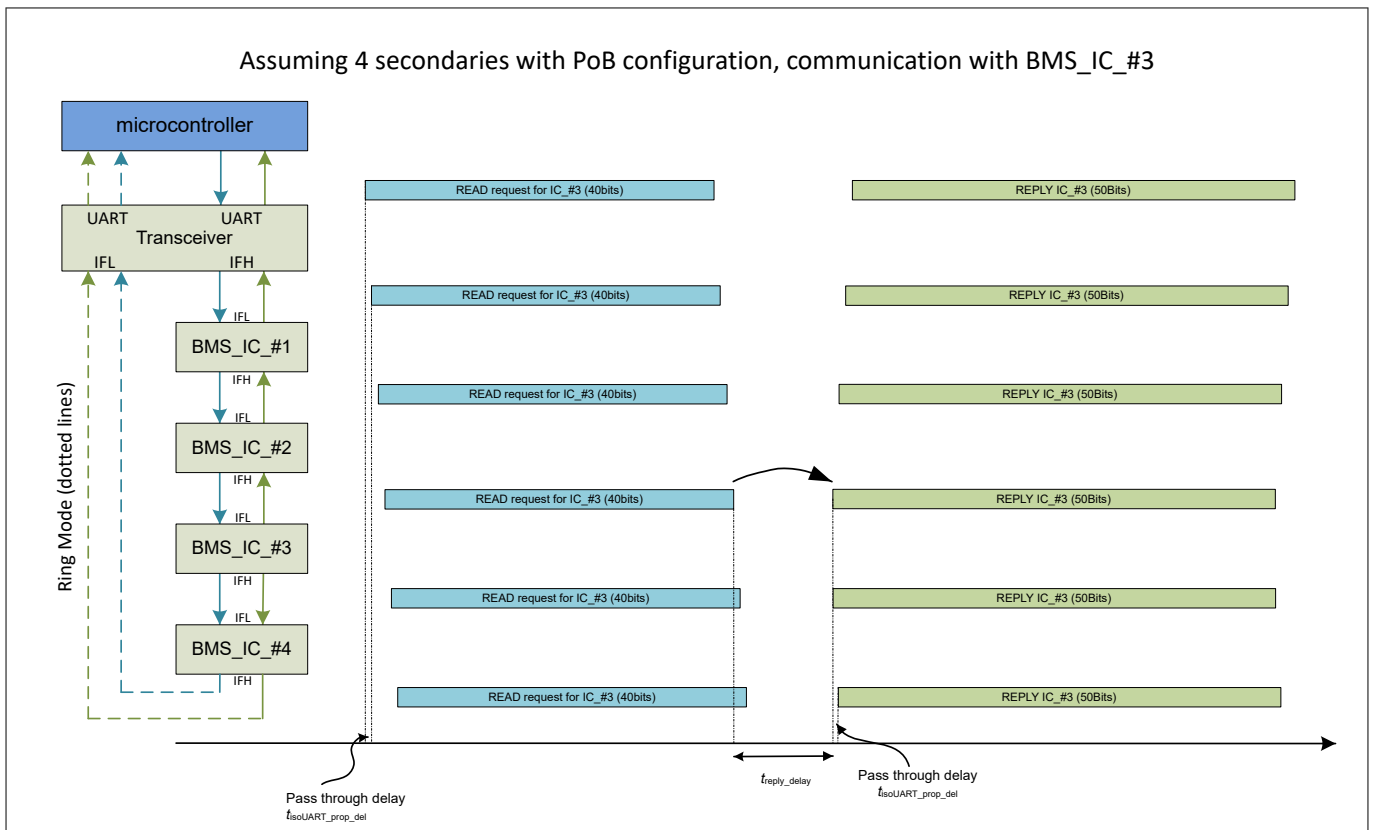 Assuming 4 secondaries with PoB configuration, communication with BMS_IC_#3
microcontroller
READ request for IC_#3 (40bits)
REPLY IC_#3 (50Bits)
UART
UART
Transceiver
IFL
IFH
READ request for IC_#3 (40bits)
REPLY IC_#3 (50Bits)
IFL
BMS_IC_#1
IFH
READ request for IC_#3 (40bits)
REPLY IC_#3 (50Bits)
IFL
BMS_IC_#2
IFH
READ request for IC_#3 (40bits)
REPLY IC_#3 (50Bits)
IFL
BMS_IC_#3
IFH
READ request for IC_#3 (40bits)
REPLY IC_#3 (50Bits)
IFL
BMS_IC_#4
IFH
READ request for IC_#3 (40bits)
REPLY IC_#3 (50Bits)
Ring Mode (dotted lines)
Pass through delay
tisoUART_prop_del
treply_delay
Pass through delay
tisoUART_prop_del